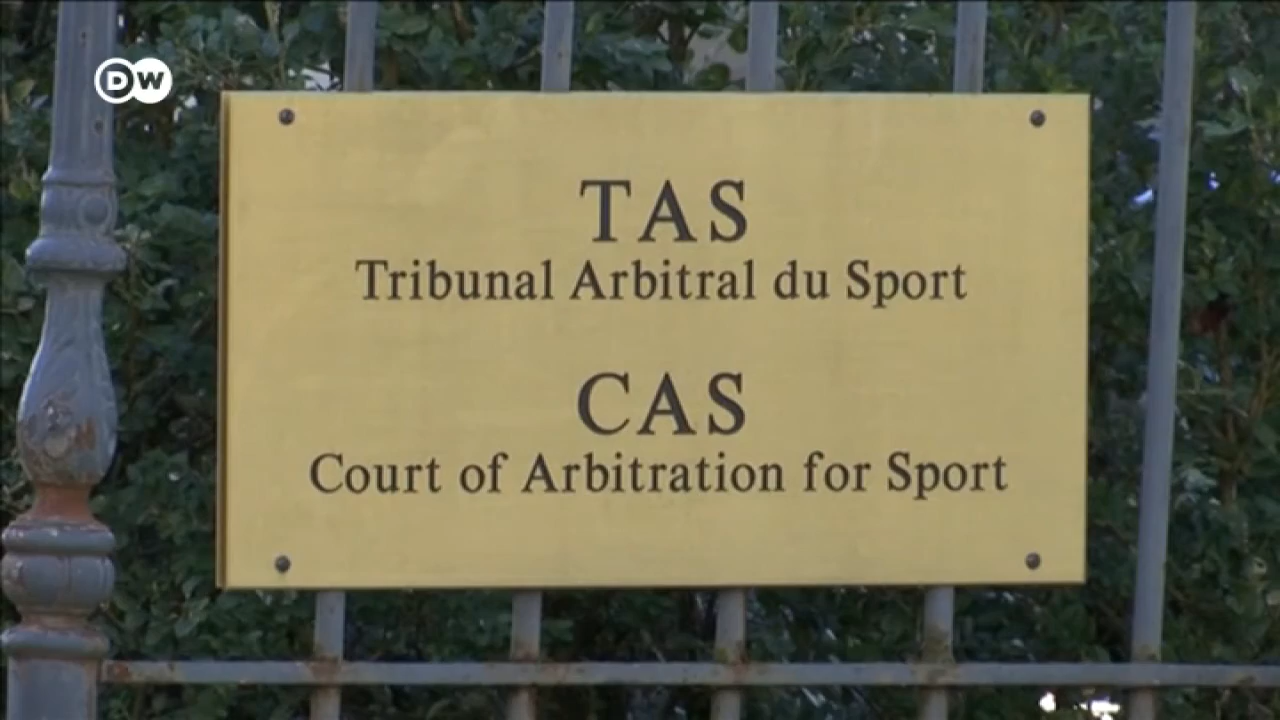 DW
TAS
Tribunal Arbitral du Sport
CAS
Court of Arbitration for Sport